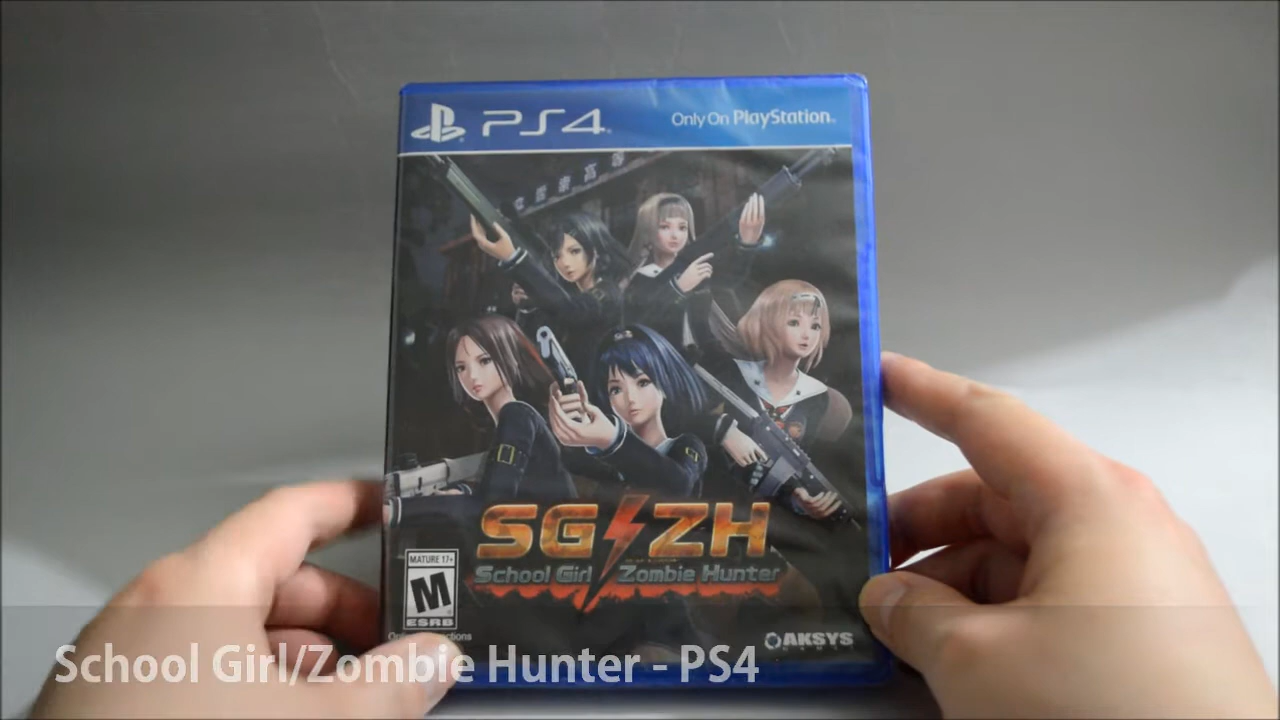 PS4
Only On PlayStation
SG/ZH
School Girl Zombie Hunter
MATURE 17+
M
ESRB
AKSYS
GAMES
School Girl/Zombie Hunter - PS4